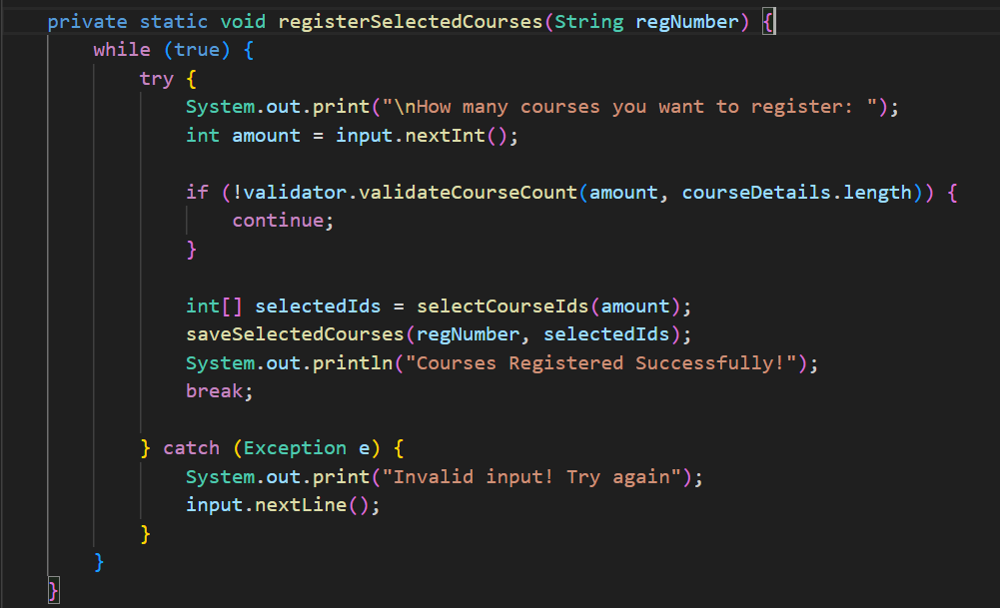 private static void registerSelectedCourses(String regNumber) {
while (true) {
try {
System.out.print("\nHow many courses you want to register: ");
int amount = input.nextInt();
if (!validator.validateCourseCount(amount, courseDetails.length)) {
continue;
}
int[] selectedIds = selectCourseIds(amount);
saveSelectedCourses(regNumber, selectedIds);
System.out.println("Courses Registered Successfully!");
break;
} catch (Exception e) {
System.out.print("Invalid input! Try again");
input.nextLine();
}
}
}